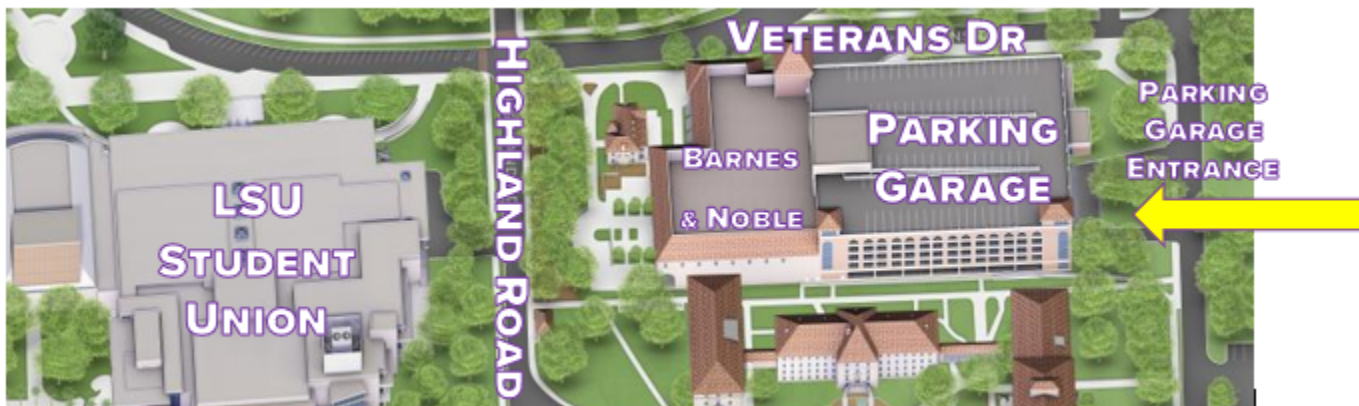 VETERANS DR
HIGHLAND ROAD
PARKING
GARAGE
ENTRANCE
PARKING
GARAGE
BARNES
& NOBLE
LSU
STUDENT
UNION